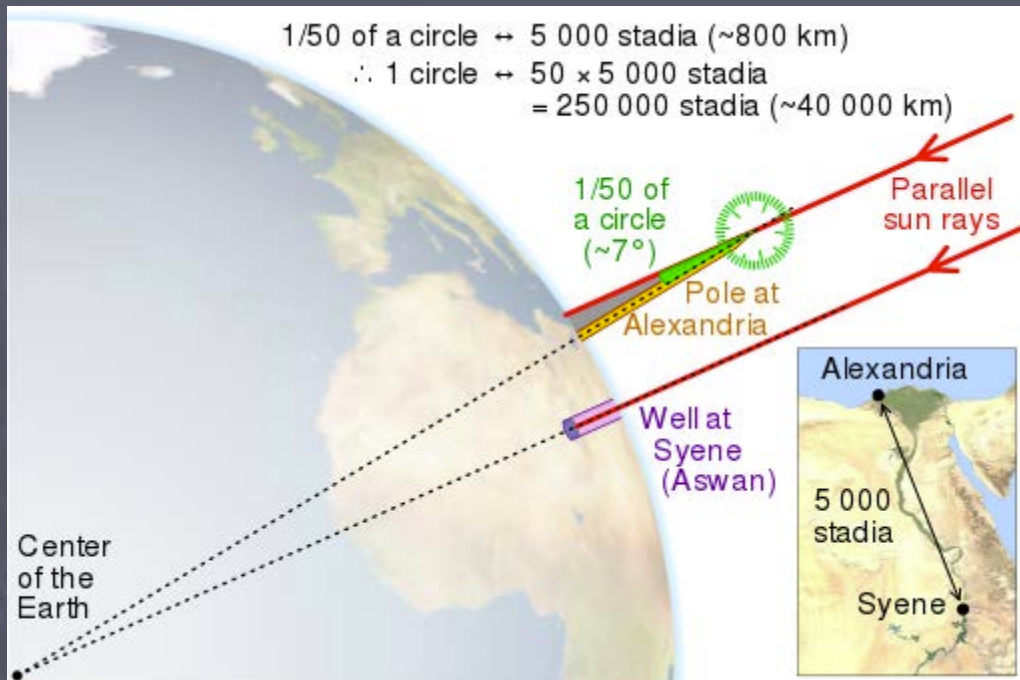 1/50 of a circle ↔ 5 000 stadia (~800 km)
∴ 1 circle ↔ 50 × 5 000 stadia
= 250 000 stadia (~40 000 km)
1/50 of
a circle
(~7°)
Parallel
sun rays
Pole at
Alexandria
Well at
Syene
(Aswan)
Center
of the
Earth
Alexandria
5 000
stadia
Syene